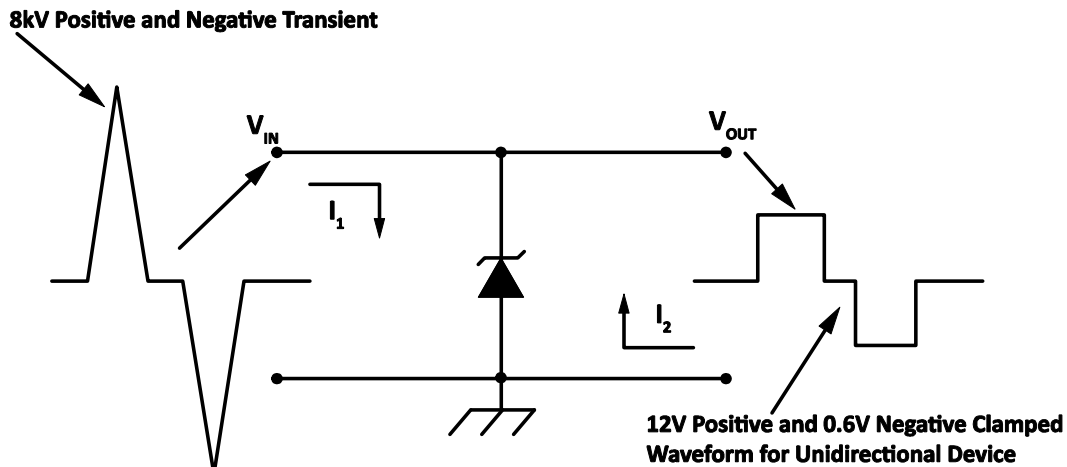 8kV Positive and Negative Transient
VIN
VOUT
I1
I2
12V Positive and 0.6V Negative Clamped
Waveform for Unidirectional Device